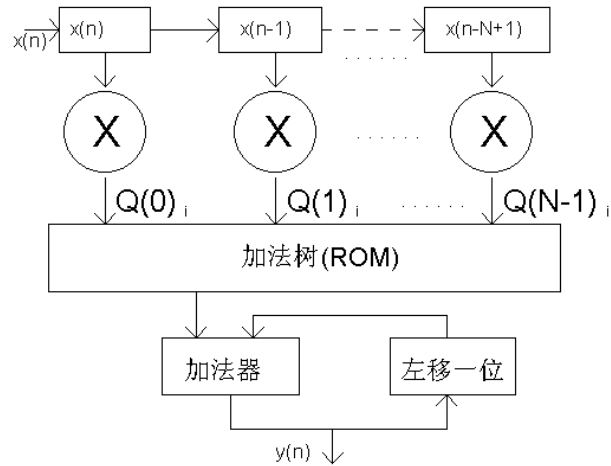 x(n) x(n) x(n-1) x(n-N+1)
. . . . . .
X X . . . . . . X
Q(0) i Q(1) i . . . . . . Q(N-1) i
加法树(ROM)
加法器 左移一位
y(n)